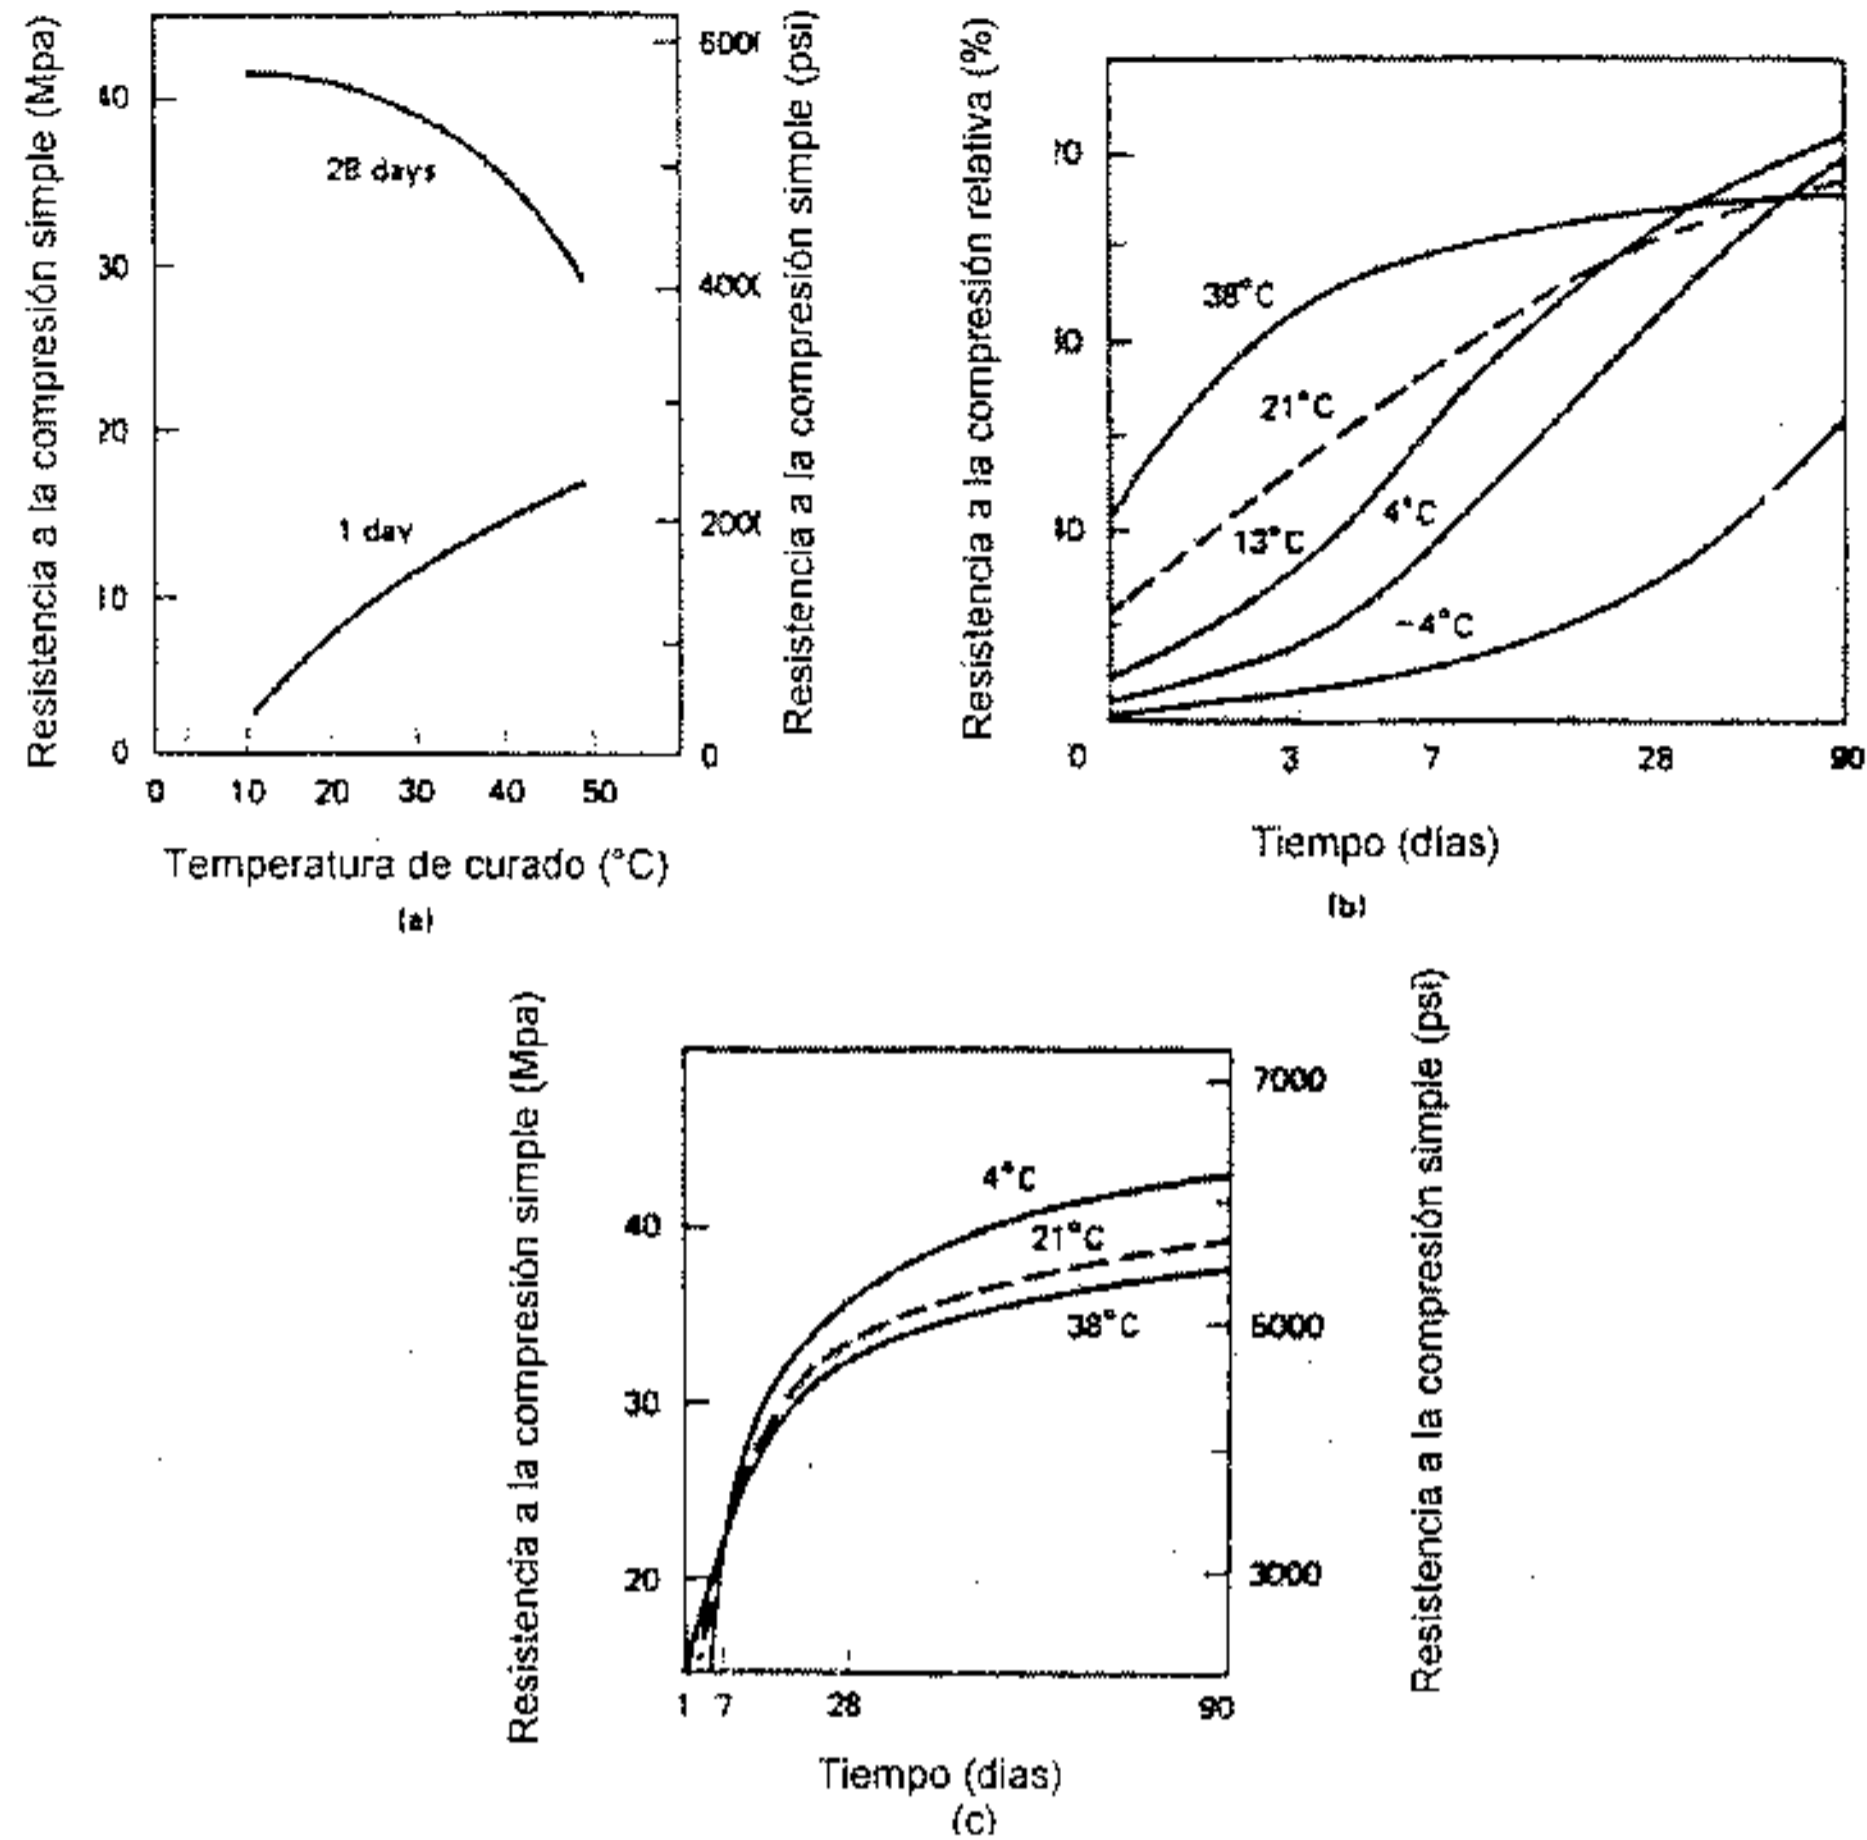 Resistencia a la compresión simple (Mpa)
40
30
20
10
0
28 days
1 day
0 10 20 30 40 50
Temperatura de curado (°C)
(a)
4000
2000
0
Resistencia a la compresión simple (psi)
Resistencia a la compresión relativa (%)
38°C
21°C
13°C
4°C
-4°C
0 3 7 28 90
Tiempo (días)
(b)
Resistencia a la compresión simple (Mpa)
40
30
20
4°C
21°C
38°C
7000
5000
3000
Resistencia a la compresión simple (psi)
1 7 28 90
Tiempo (dias)
(c)